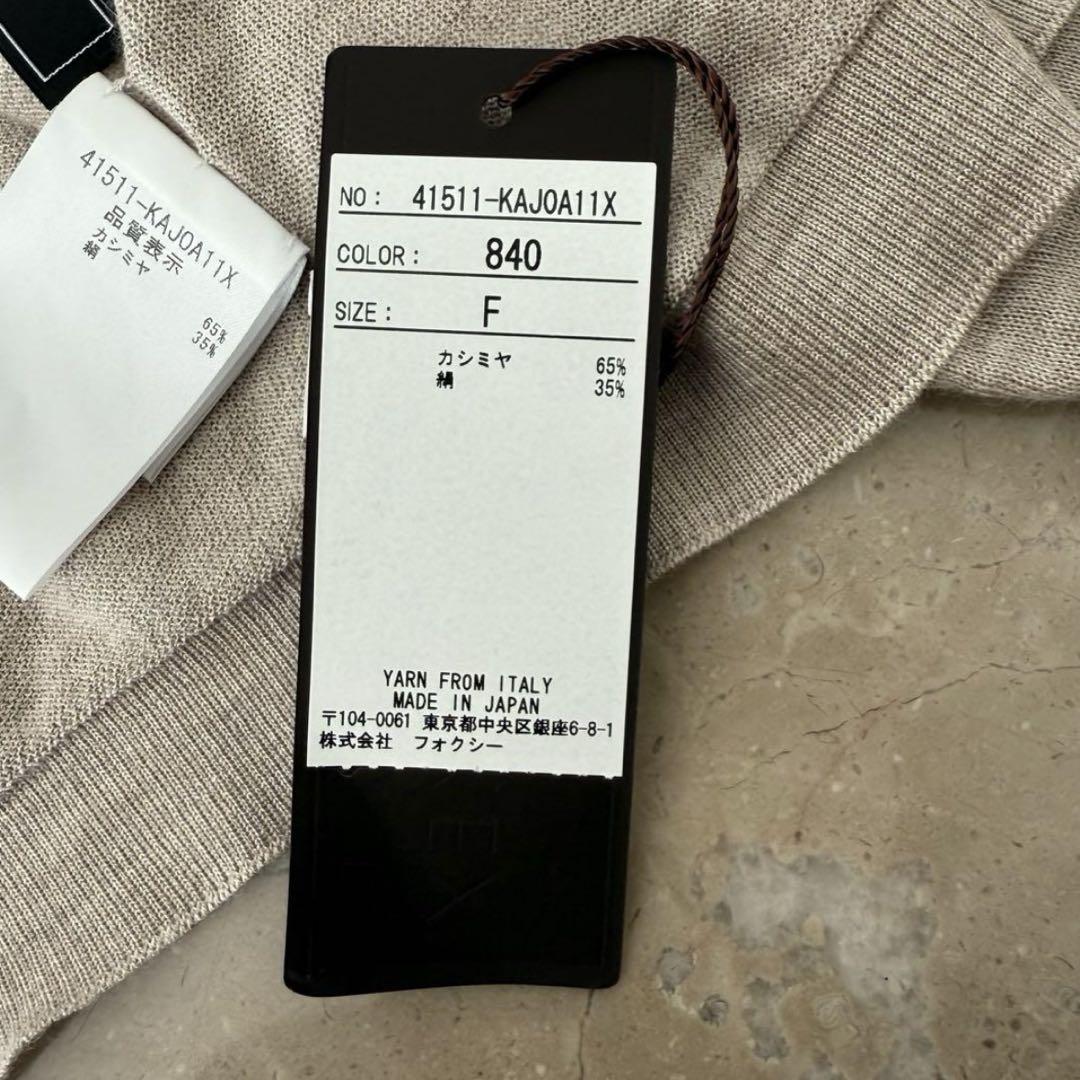 41511-KAJOA11X
品質表示
カシミヤ 65%
絹 35%
NO: 41511-KAJOA11X
COLOR: 840
SIZE: F
カシミヤ 65%
絹 35%
YARN FROM ITALY
MADE IN JAPAN
〒104-0061 東京都中央区銀座6-8-1
株式会社 フォクシー